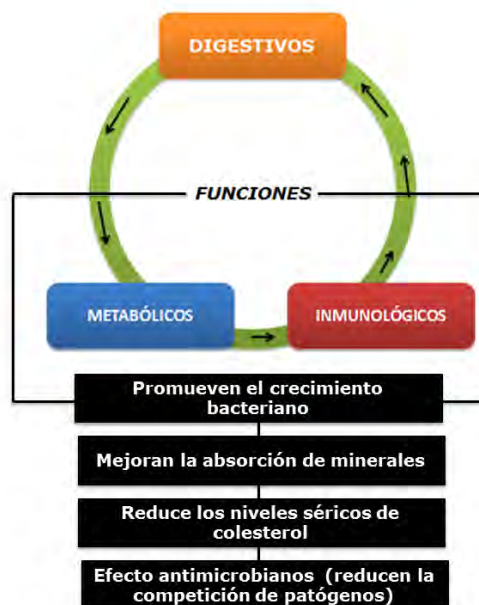 DIGESTIVOS
FUNCIONES
METABÓLICOS
INMUNOLÓGICOS
Promueven el crecimiento
bacteriano
Mejoran la absorción de minerales
Reduce los niveles séricos de
colesterol
Efecto antimicrobianos (reducen la
competición de patógenos)